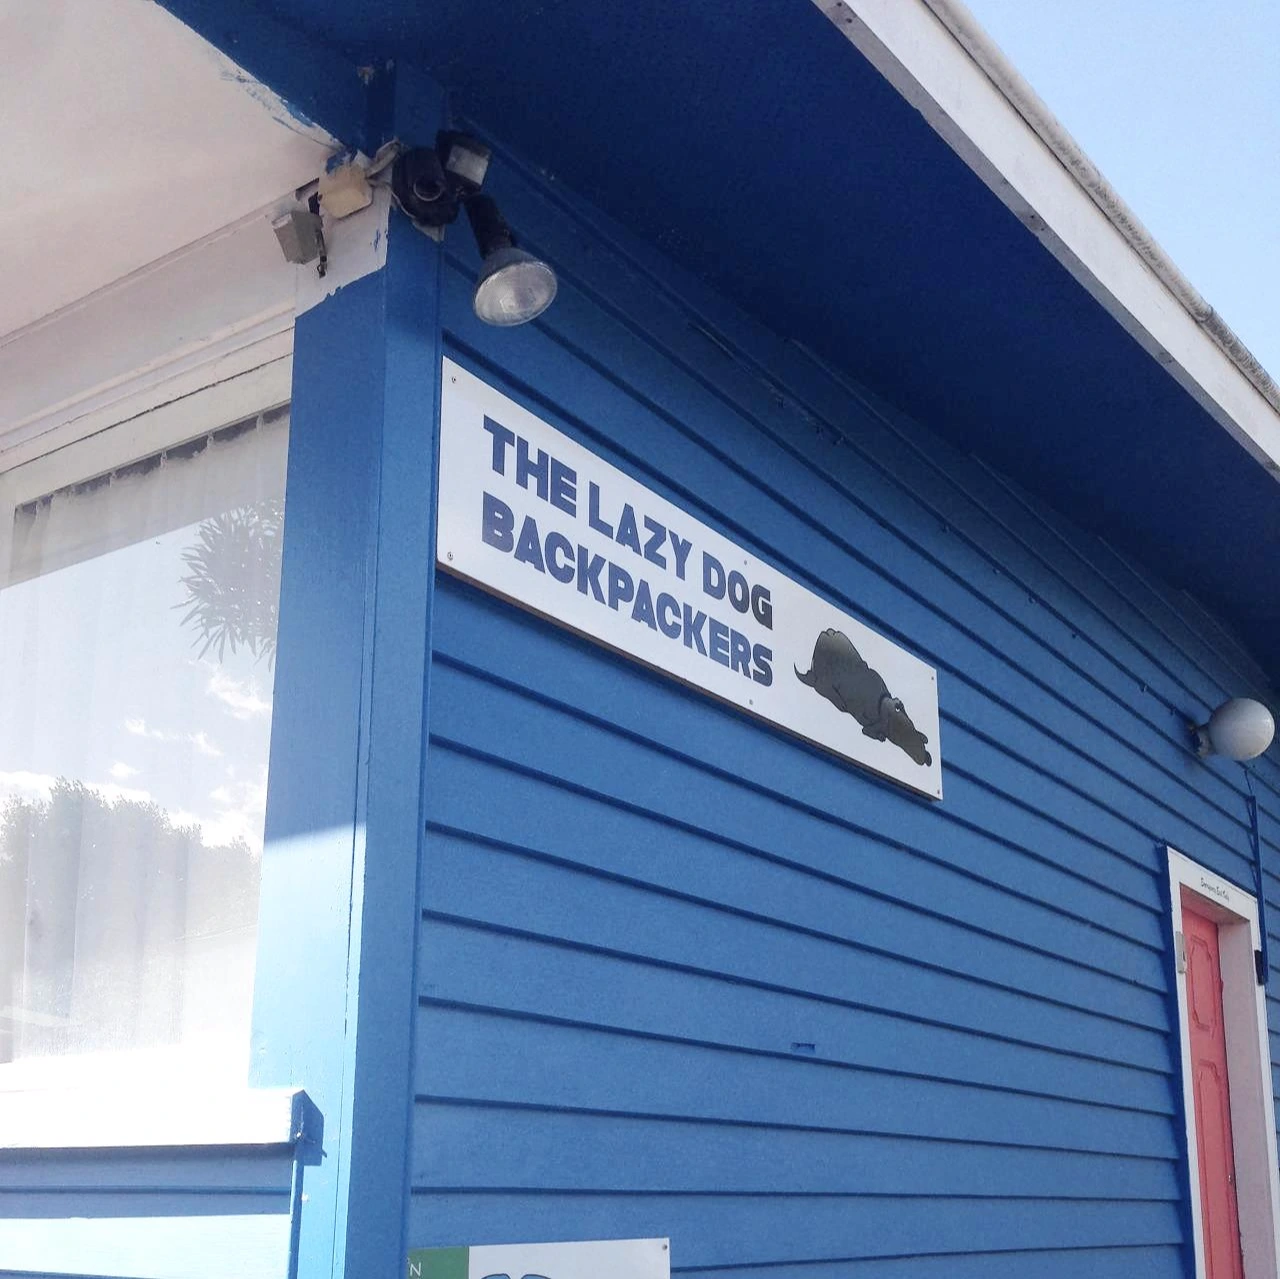 THE LAZY DOG
BACKPACKERS
N